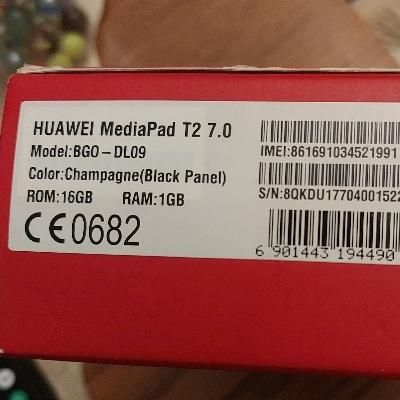 HUAWEI MediaPad T2 7.0
Model:BGO-DL09
Color:Champagne(Black Panel)
ROM:16GB RAM:1GB
CE0682
IMEI:861691034521991
S/N:8QKDU17704001522
6 901443 194490